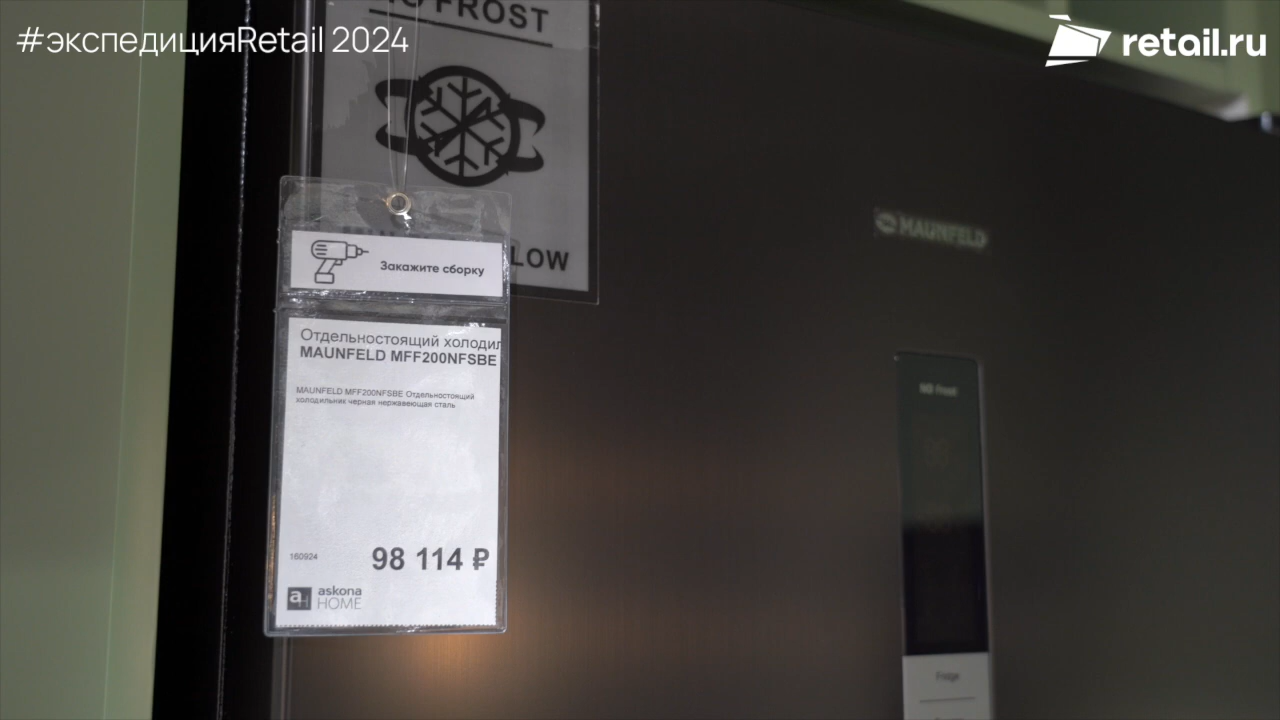 #экспедицияRetail 2024
retail.ru
FROST
LOW
MAUNFELD
Закажите сборку
Отдельностоящий холодил
MAUNFELD MFF200NFSBE
MAUNFELD MFF200NFSBE Отдельностоящий
холодильник черная нержавеющая сталь
NO Frost
160924
98 114 ₽
askona
HOME
Fridge